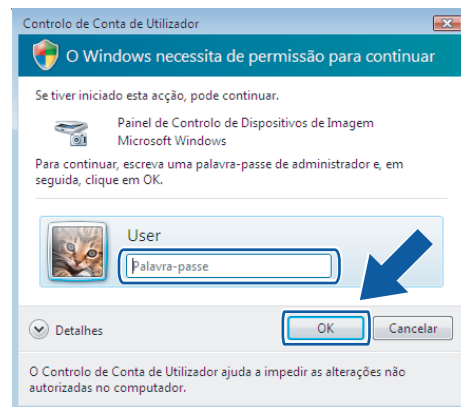 Controlo de Conta de Utilizador
O Windows necessita de permissão para continuar
Se tiver iniciado esta acção, pode continuar.
Painel de Controlo de Dispositivos de Imagem
Microsoft Windows
Para continuar, escreva uma palavra-passe de administrador e, em
seguida, clique em OK.
User
Palavra-passe
Detalhes
OK
Cancelar
O Controlo de Conta de Utilizador ajuda a impedir as alterações não
autorizadas no computador.